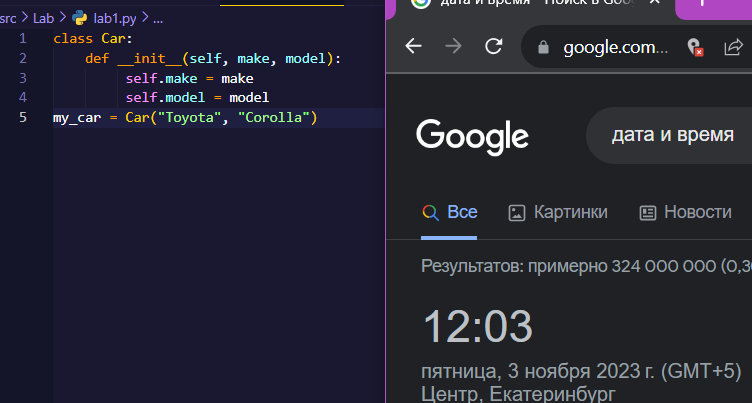 src > Lab > lab1.py > ...
1 class Car:
2 def __init__(self, make, model):
3 self.make = make
4 self.model = model
5 my_car = Car("Toyota", "Corolla")
дата и время - Поиск в Goo
google.com...
Google
дата и время
Все Картинки Новости
Результатов: примерно 324 000 000 (0,3
12:03
пятница, 3 ноября 2023 г. (GMT+5)
Центр, Екатеринбург